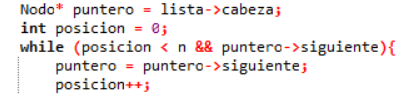 Nodo* puntero = lista->cabeza;
int posicion = 0;
while (posicion < n && puntero->siguiente){
puntero = puntero->siguiente;
posicion++;